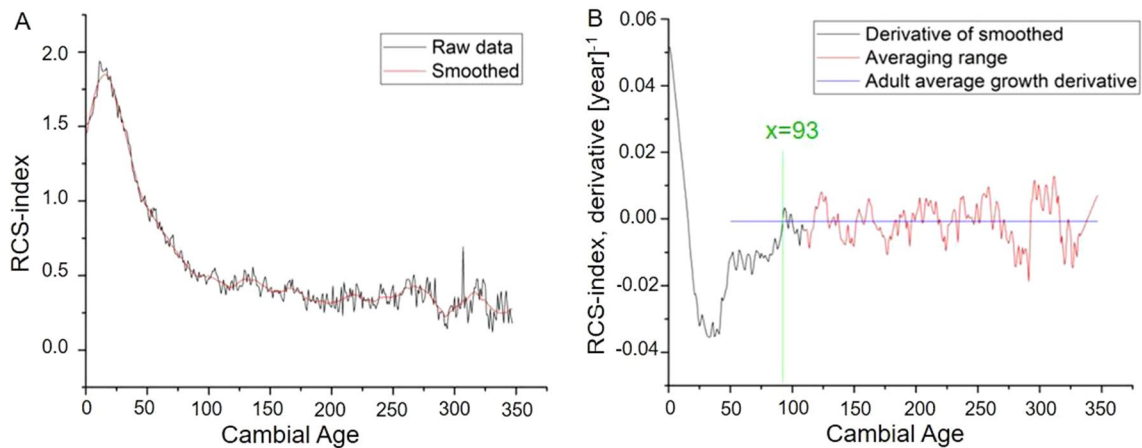 A
Raw data
Smoothed
2.0
1.5
1.0
0.5
0.0
RCS-index
0 50 100 150 200 250 300 350
Cambial Age
B
Derivative of smoothed
Averaging range
Adult average growth derivative
x=93
0.06
0.04
0.02
0.00
-0.02
-0.04
RCS-index, derivative [year]-1
0 50 100 150 200 250 300 350
Cambial Age